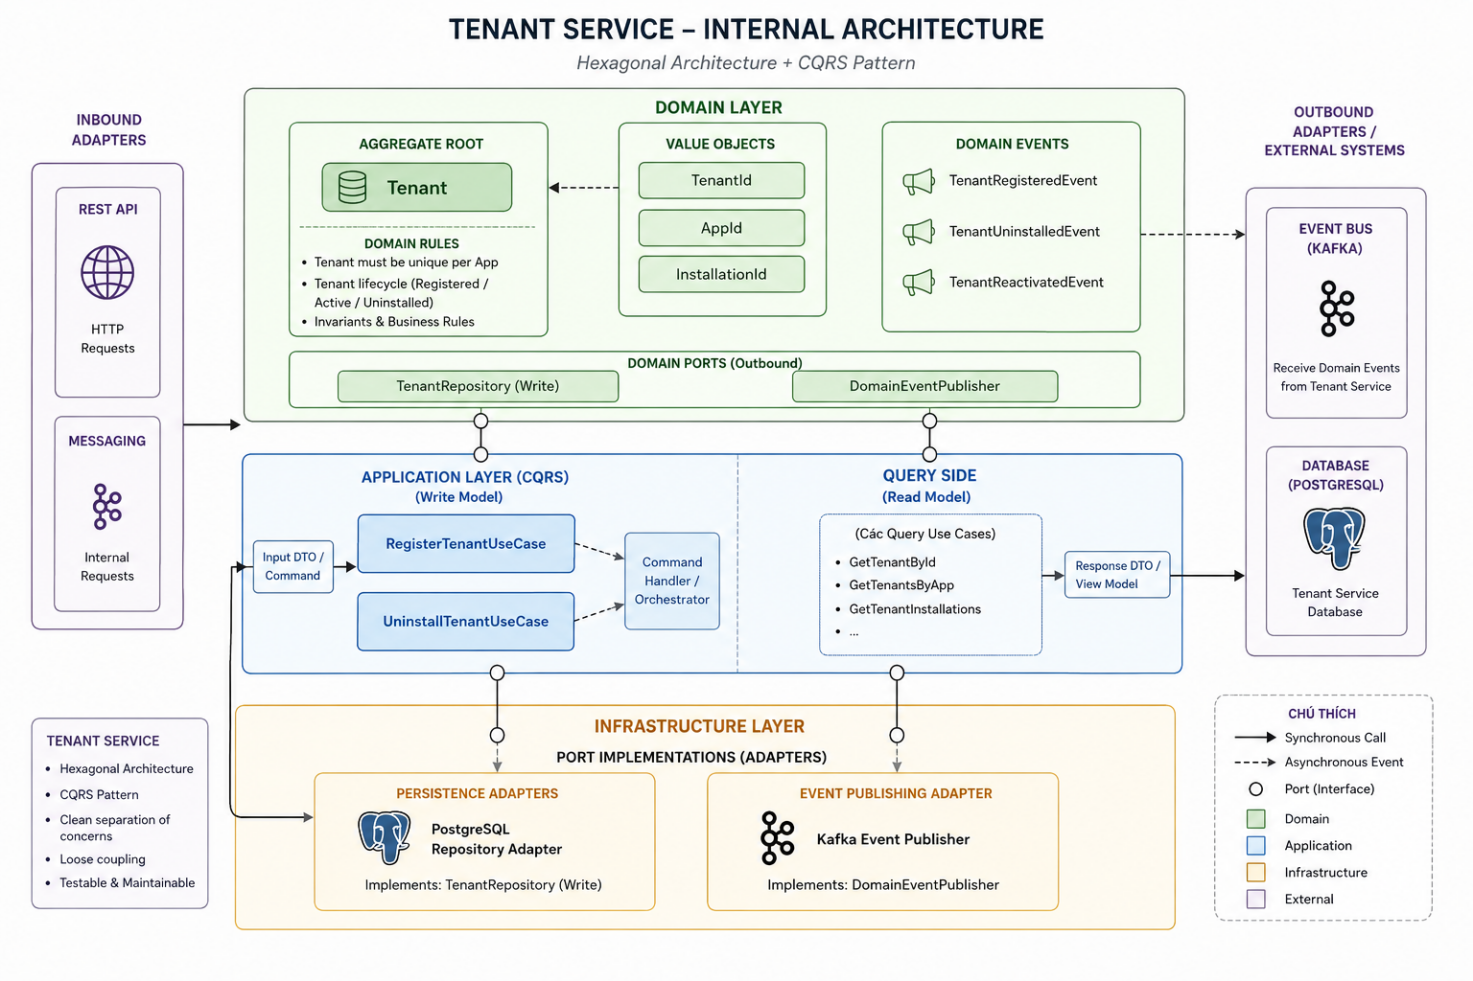 TENANT SERVICE – INTERNAL ARCHITECTURE
Hexagonal Architecture + CQRS Pattern
INBOUND
ADAPTERS
REST API
HTTP
Requests
MESSAGING
Internal
Requests
DOMAIN LAYER
AGGREGATE ROOT
Tenant
DOMAIN RULES
• Tenant must be unique per App
• Tenant lifecycle (Registered /
Active / Uninstalled)
• Invariants & Business Rules
VALUE OBJECTS
TenantId
AppId
InstallationId
DOMAIN EVENTS
TenantRegisteredEvent
TenantUninstalledEvent
TenantReactivatedEvent
DOMAIN PORTS (Outbound)
TenantRepository (Write)
DomainEventPublisher
OUTBOUND
ADAPTERS /
EXTERNAL SYSTEMS
EVENT BUS
(KAFKA)
Receive Domain Events
from Tenant Service
DATABASE
(POSTGRESQL)
Tenant Service
Database
APPLICATION LAYER (CQRS)
(Write Model)
Input DTO /
Command
RegisterTenantUseCase
UninstallTenantUseCase
Command
Handler /
Orchestrator
QUERY SIDE
(Read Model)
(Các Query Use Cases)
• GetTenantById
• GetTenantsByApp
• GetTenantInstallations
• ...
Response DTO /
View Model
INFRASTRUCTURE LAYER
PORT IMPLEMENTATIONS (ADAPTERS)
PERSISTENCE ADAPTERS
PostgreSQL
Repository Adapter
Implements: TenantRepository (Write)
EVENT PUBLISHING ADAPTER
Kafka Event Publisher
Implements: DomainEventPublisher
TENANT SERVICE
• Hexagonal Architecture
• CQRS Pattern
• Clean separation of
concerns
• Loose coupling
• Testable & Maintainable
CHÚ THÍCH
Synchronous Call
Asynchronous Event
Port (Interface)
Domain
Application
Infrastructure
External